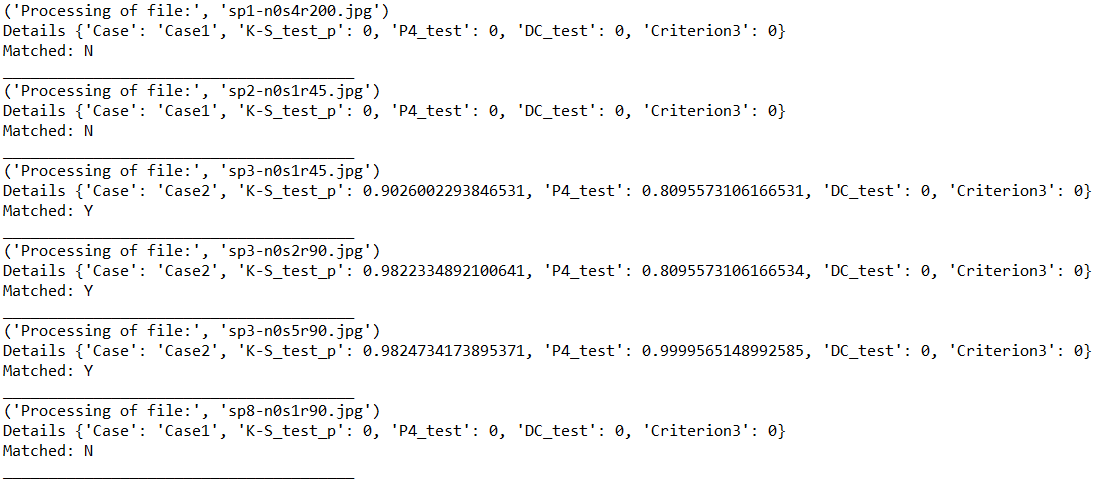 ('Processing of file:', 'sp1-n0s4r200.jpg')
Details {'Case': 'Case1', 'K-S_test_p': 0, 'P4_test': 0, 'DC_test': 0, 'Criterion3': 0}
Matched: N
_______________________________________
('Processing of file:', 'sp2-n0s1r45.jpg')
Details {'Case': 'Case1', 'K-S_test_p': 0, 'P4_test': 0, 'DC_test': 0, 'Criterion3': 0}
Matched: N
_______________________________________
('Processing of file:', 'sp3-n0s1r45.jpg')
Details {'Case': 'Case2', 'K-S_test_p': 0.9026002293846531, 'P4_test': 0.8095573106166531, 'DC_test': 0, 'Criterion3': 0}
Matched: Y
_______________________________________
('Processing of file:', 'sp3-n0s2r90.jpg')
Details {'Case': 'Case2', 'K-S_test_p': 0.9822334892100641, 'P4_test': 0.8095573106166534, 'DC_test': 0, 'Criterion3': 0}
Matched: Y
_______________________________________
('Processing of file:', 'sp3-n0s5r90.jpg')
Details {'Case': 'Case2', 'K-S_test_p': 0.9824734173895371, 'P4_test': 0.9999565148992585, 'DC_test': 0, 'Criterion3': 0}
Matched: Y
_______________________________________
('Processing of file:', 'sp8-n0s1r90.jpg')
Details {'Case': 'Case1', 'K-S_test_p': 0, 'P4_test': 0, 'DC_test': 0, 'Criterion3': 0}
Matched: N
_______________________________________